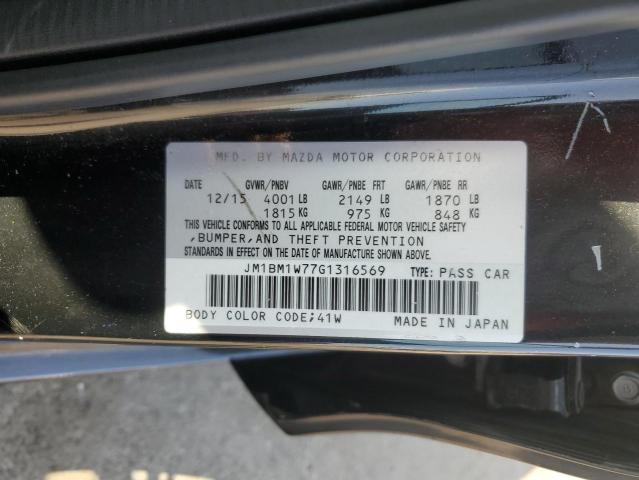 MFD. BY MAZDA MOTOR CORPORATION
DATE GVWR/PNBV GAWR/PNBE FRT GAWR/PNBE RR
12/15 4001 LB 2149 LB 1870 LB
1815 KG 975 KG 848 KG
THIS VEHICLE CONFORMS TO ALL APPLICABLE FEDERAL MOTOR VEHICLE SAFETY
,BUMPER,AND THEFT PREVENTION
STANDARDS IN EFFECT ON THE DATE OF MANUFACTURE SHOWN ABOVE.
JM1BM1W77G1316569 TYPE: PASS CAR
BODY COLOR CODE;41W MADE IN JAPAN